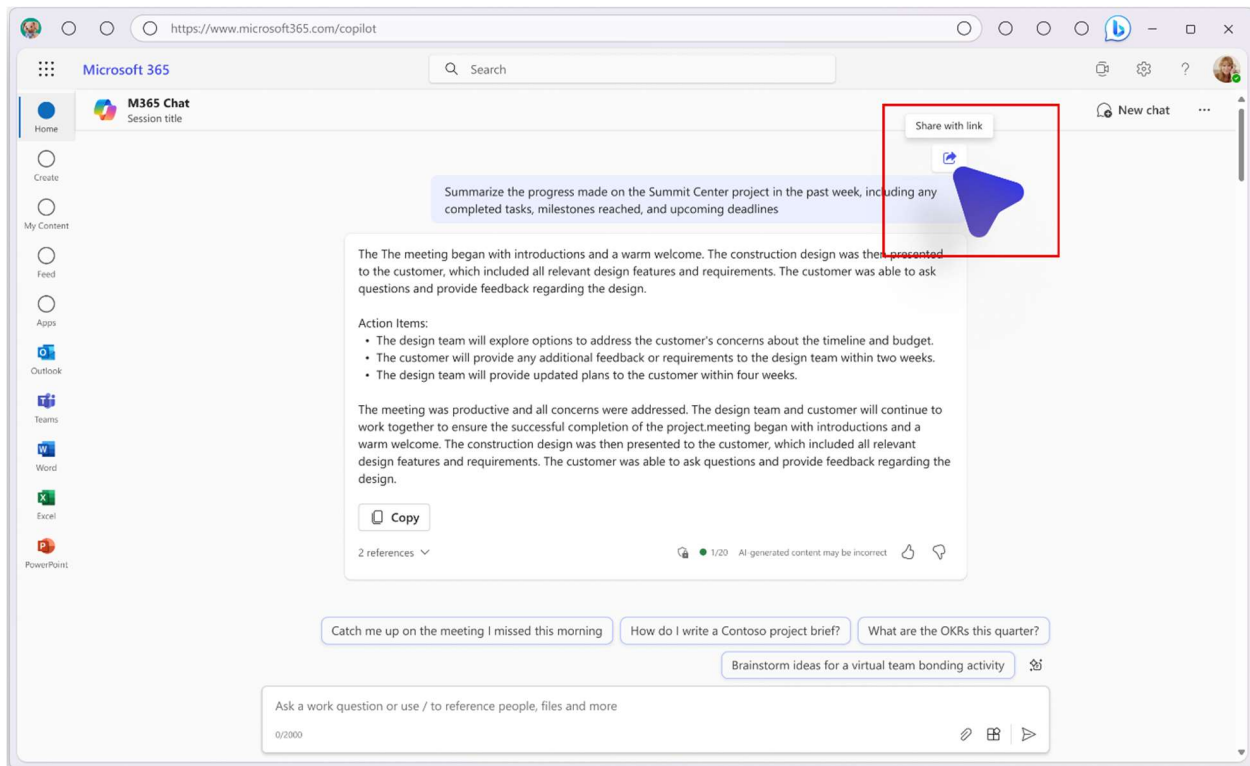 https://www.microsoft365.com/copilot
Microsoft 365
Search
?
Home
M365 Chat
Session title
New chat
Share with link
Create
My Content
Feed
Apps
Outlook
Teams
Word
Excel
PowerPoint
Summarize the progress made on the Summit Center project in the past week, including any
completed tasks, milestones reached, and upcoming deadlines
The The meeting began with introductions and a warm welcome. The construction design was then presented
to the customer, which included all relevant design features and requirements. The customer was able to ask
questions and provide feedback regarding the design.
Action Items:
• The design team will explore options to address the customer's concerns about the timeline and budget.
• The customer will provide any additional feedback or requirements to the design team within two weeks.
• The design team will provide updated plans to the customer within four weeks.
The meeting was productive and all concerns were addressed. The design team and customer will continue to
work together to ensure the successful completion of the project.meeting began with introductions and a
warm welcome. The construction design was then presented to the customer, which included all relevant
design features and requirements. The customer was able to ask questions and provide feedback regarding the
design.
Copy
2 references
1/20 AI-generated content may be incorrect
Catch me up on the meeting I missed this morning
How do I write a Contoso project brief?
What are the OKRs this quarter?
Brainstorm ideas for a virtual team bonding activity
Ask a work question or use / to reference people, files and more
0/2000